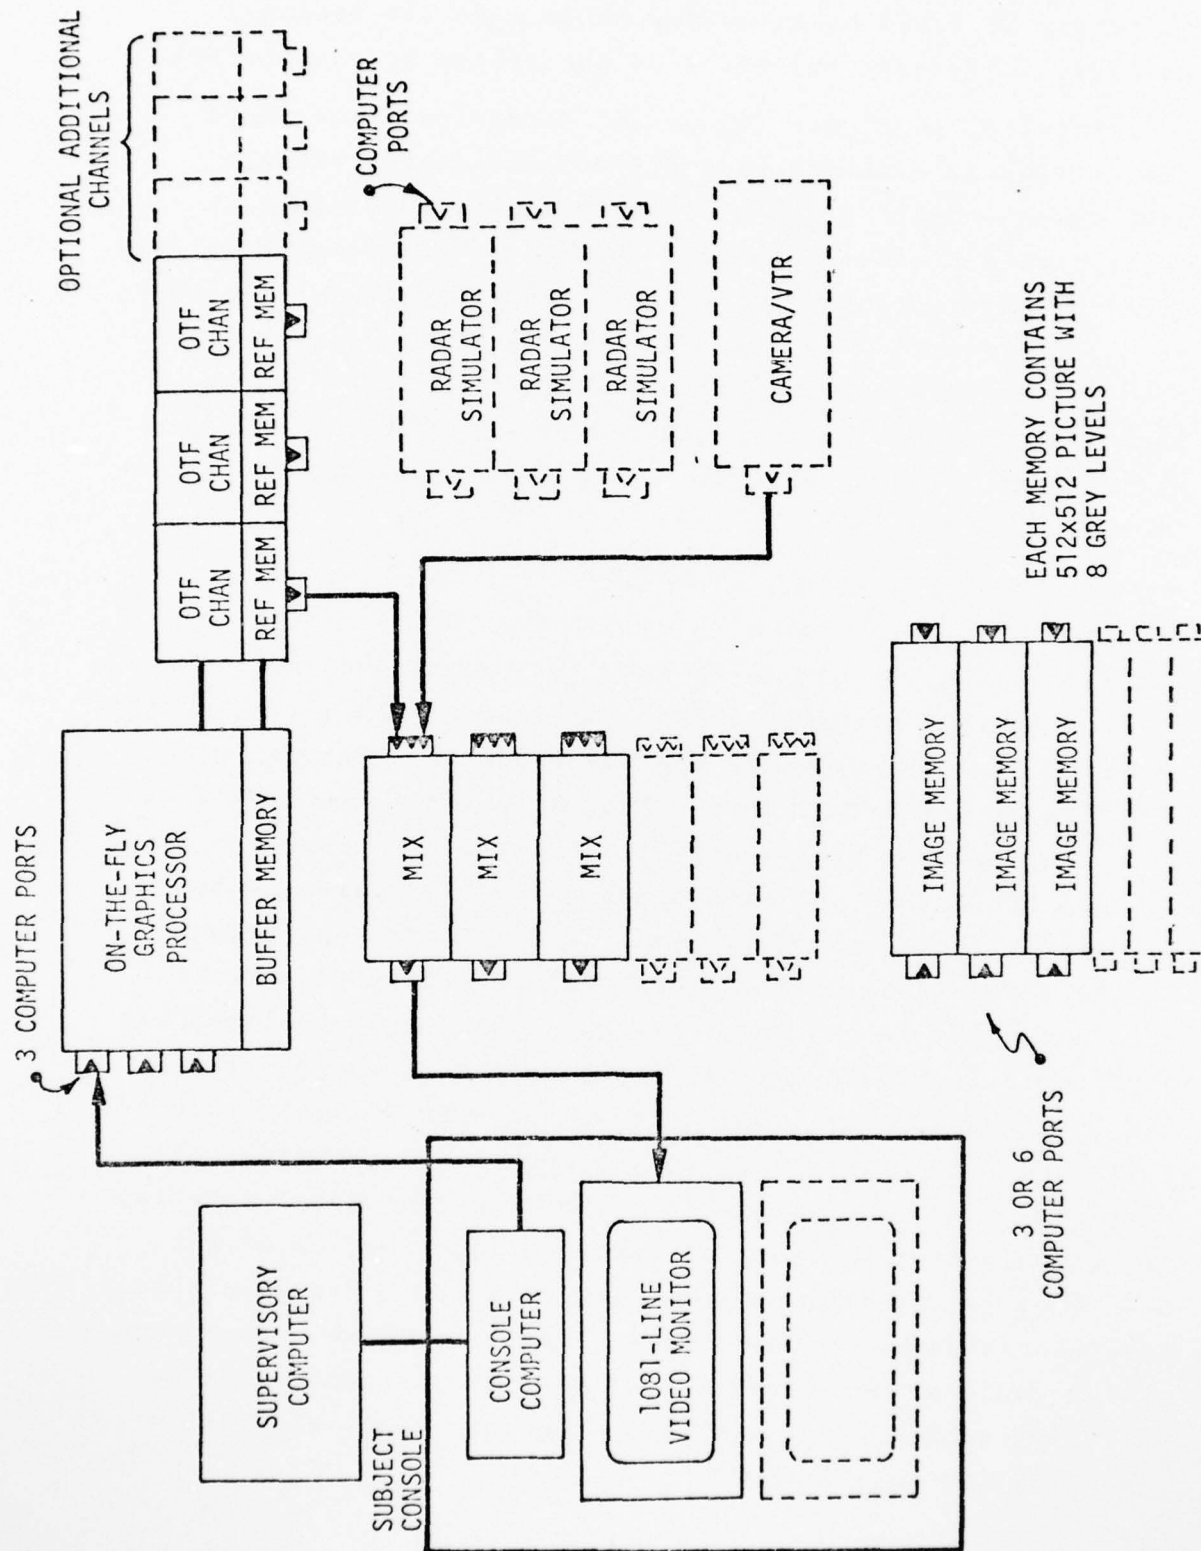 OPTIONAL ADDITIONAL
CHANNELS
3 COMPUTER PORTS
ON-THE-FLY
GRAPHICS
PROCESSOR
BUFFER MEMORY
OTF
CHAN
REF MEM
OTF
CHAN
REF MEM
OTF
CHAN
REF MEM
COMPUTER
PORTS
SUPERVISORY
COMPUTER
SUBJECT
CONSOLE
CONSOLE
COMPUTER
1081-LINE
VIDEO MONITOR
MIX
MIX
MIX
RADAR
SIMULATOR
RADAR
SIMULATOR
RADAR
SIMULATOR
CAMERA/VTR
3 OR 6
COMPUTER PORTS
IMAGE MEMORY
IMAGE MEMORY
IMAGE MEMORY
EACH MEMORY CONTAINS
512x512 PICTURE WITH
8 GREY LEVELS